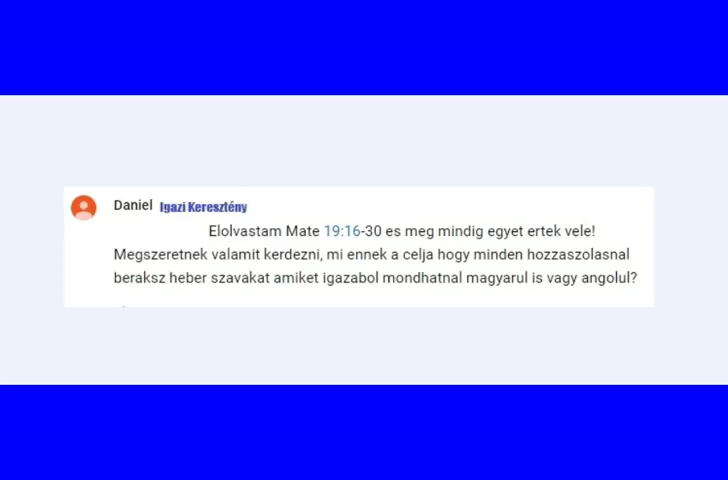 Daniel Igazi Keresztény
Elolvastam Mate 19:16-30 es meg mindig egyet ertek vele!
Megszeretnek valamit kerdezni, mi ennek a celja hogy minden hozzaszolasnal
beraksz heber szavakat amiket igazabol mondhatnal magyarul is vagy angolul?